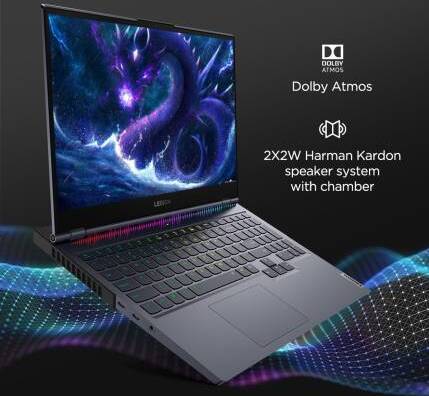 DOLBY
ATMOS
Dolby Atmos
2X2W Harman Kardon
speaker system
with chamber
LEGION